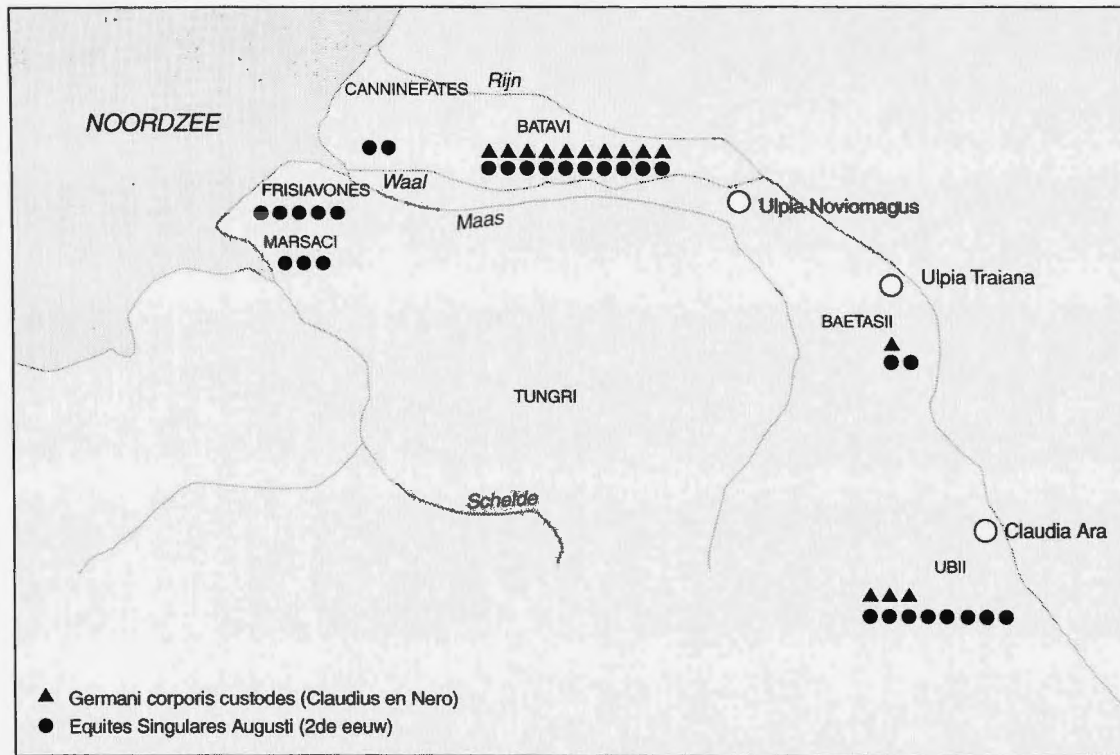 CANNINEFATES
Rijn
NOORDZEE
BATAVI
Waal
FRISIAVONES
Ulpia Noviomagus
Maas
MARSACI
Ulpia Traiana
BAETASII
TUNGRI
Schelde
Claudia Ara
UBII
Germani corporis custodes (Claudius en Nero)
Equites Singulares Augusti (2de eeuw)